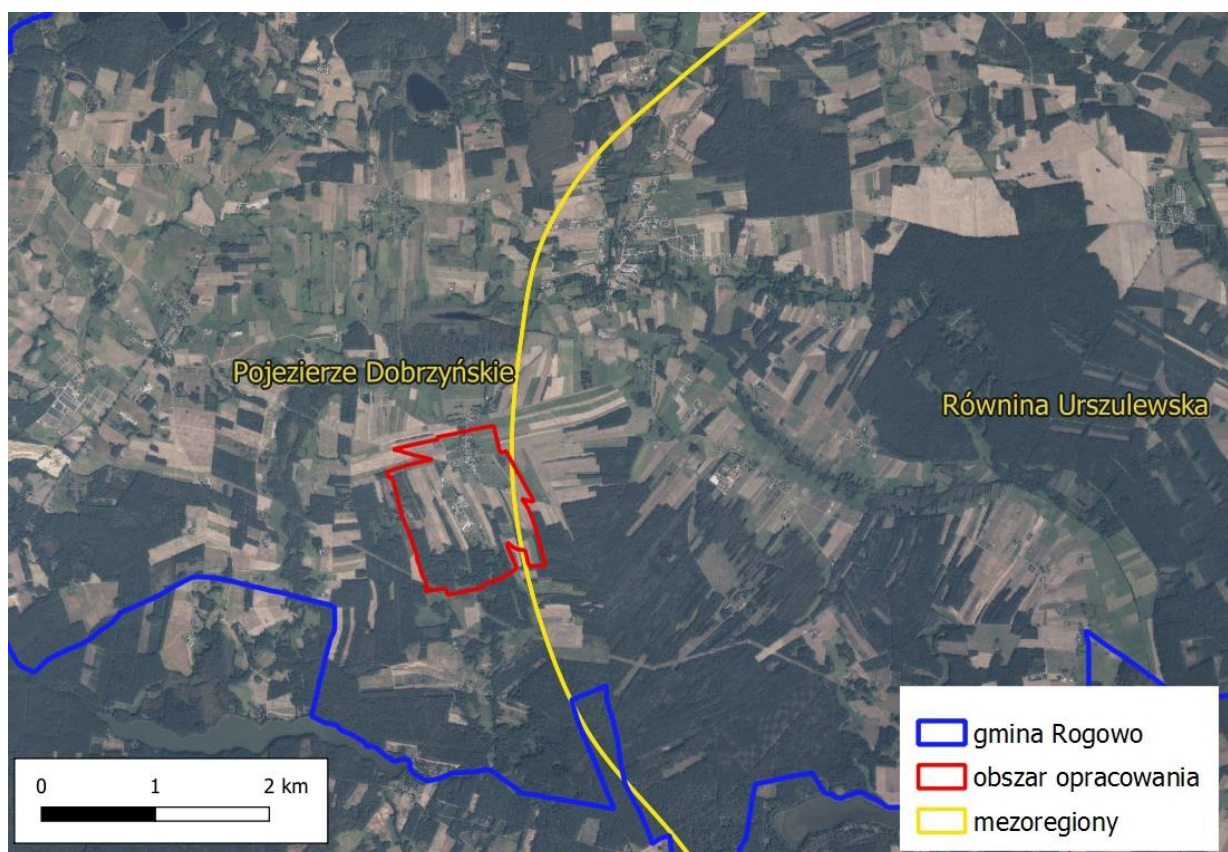 Pojezierze Dobrzyńskie
Równina Urszulewska
0 1 2 km
gmina Rogowo
obszar opracowania
mezoregiony